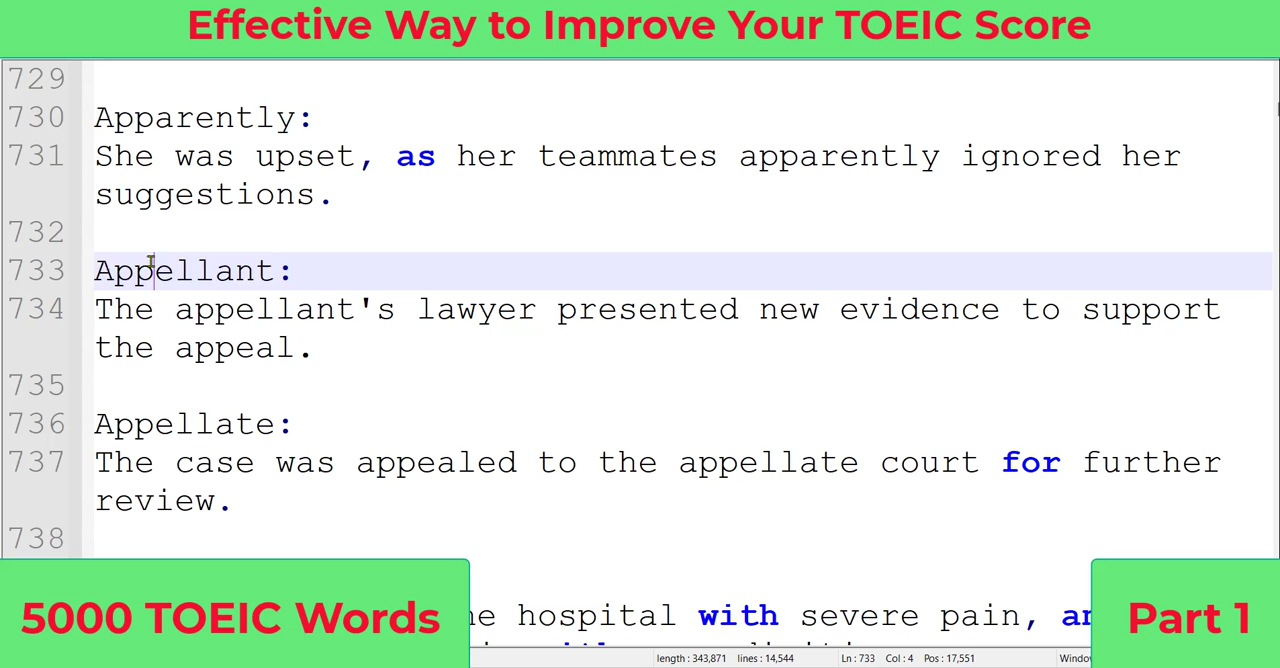 Effective Way to Improve Your TOEIC Score
729
730 Apparently:
731 She was upset, as her teammates apparently ignored her
suggestions.
732
733 Appellant:
734 The appellant's lawyer presented new evidence to support
the appeal.
735
736 Appellate:
737 The case was appealed to the appellate court for further
review.
738
hospital with severe pain,
5000 TOEIC Words
Part 1
length : 343,871 lines : 14,544 Ln : 733 Col : 4 Pos : 17,551